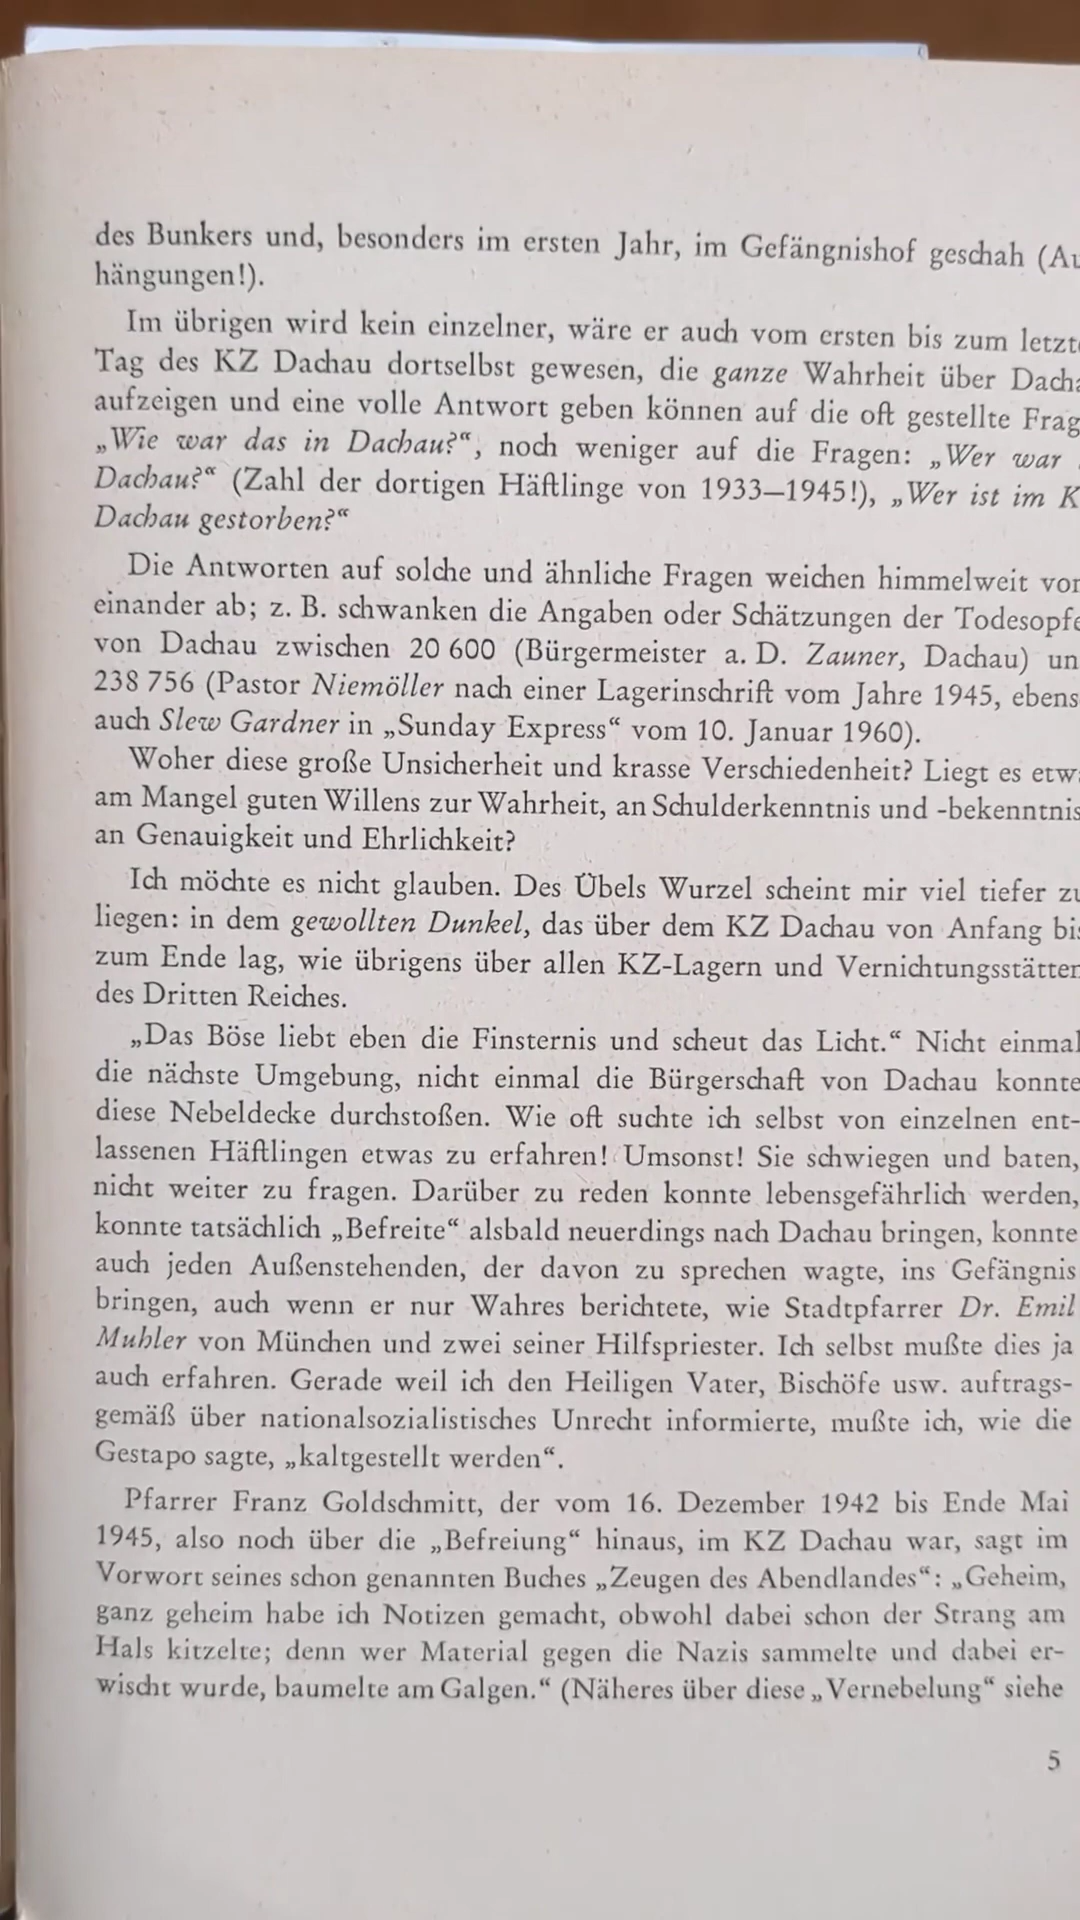 des Bunkers und, besonders im ersten Jahr, im Gefängnishof geschah (Au
hängungen!).
Im übrigen wird kein einzelner, wäre er auch vom ersten bis zum letzt
Tag des KZ Dachau dortselbst gewesen, die ganze Wahrheit über Dacha
aufzeigen und eine volle Antwort geben können auf die oft gestellte Frag
„Wie war das in Dachau?“, noch weniger auf die Fragen: „Wer war
Dachau?“ (Zahl der dortigen Häftlinge von 1933—1945!), „Wer ist im K
Dachau gestorben?“
Die Antworten auf solche und ähnliche Fragen weichen himmelweit von
einander ab; z. B. schwanken die Angaben oder Schätzungen der Todesopfe
von Dachau zwischen 20 600 (Bürgermeister a. D. Zauner, Dachau) un
238 756 (Pastor Niemöller nach einer Lagerinschrift vom Jahre 1945, ebens
auch Slew Gardner in „Sunday Express“ vom 10. Januar 1960).
Woher diese große Unsicherheit und krasse Verschiedenheit? Liegt es etwa
am Mangel guten Willens zur Wahrheit, an Schulderkenntnis und -bekenntnis
an Genauigkeit und Ehrlichkeit?
Ich möchte es nicht glauben. Des Übels Wurzel scheint mir viel tiefer zu
liegen: in dem gewollten Dunkel, das über dem KZ Dachau von Anfang bis
zum Ende lag, wie übrigens über allen KZ-Lagern und Vernichtungsstätten
des Dritten Reiches.
„Das Böse liebt eben die Finsternis und scheut das Licht.“ Nicht einmal
die nächste Umgebung, nicht einmal die Bürgerschaft von Dachau konnte
diese Nebeldecke durchstoßen. Wie oft suchte ich selbst von einzelnen ent-
lassenen Häftlingen etwas zu erfahren! Umsonst! Sie schwiegen und baten,
nicht weiter zu fragen. Darüber zu reden konnte lebensgefährlich werden,
konnte tatsächlich „Befreite“ alsbald neuerdings nach Dachau bringen, konnte
auch jeden Außenstehenden, der davon zu sprechen wagte, ins Gefängnis
bringen, auch wenn er nur Wahres berichtete, wie Stadtpfarrer Dr. Emil
Muhler von München und zwei seiner Hilfspriester. Ich selbst mußte dies ja
auch erfahren. Gerade weil ich den Heiligen Vater, Bischöfe usw. auftrags-
gemäß über nationalsozialistisches Unrecht informierte, mußte ich, wie die
Gestapo sagte, „kaltgestellt werden“.
Pfarrer Franz Goldschmitt, der vom 16. Dezember 1942 bis Ende Mai
1945, also noch über die „Befreiung“ hinaus, im KZ Dachau war, sagt im
Vorwort seines schon genannten Buches „Zeugen des Abendlandes“: „Geheim,
ganz geheim habe ich Notizen gemacht, obwohl dabei schon der Strang am
Hals kitzelte; denn wer Material gegen die Nazis sammelte und dabei er-
wischt wurde, baumelte am Galgen.“ (Näheres über diese „Vernebelung“ siehe
5